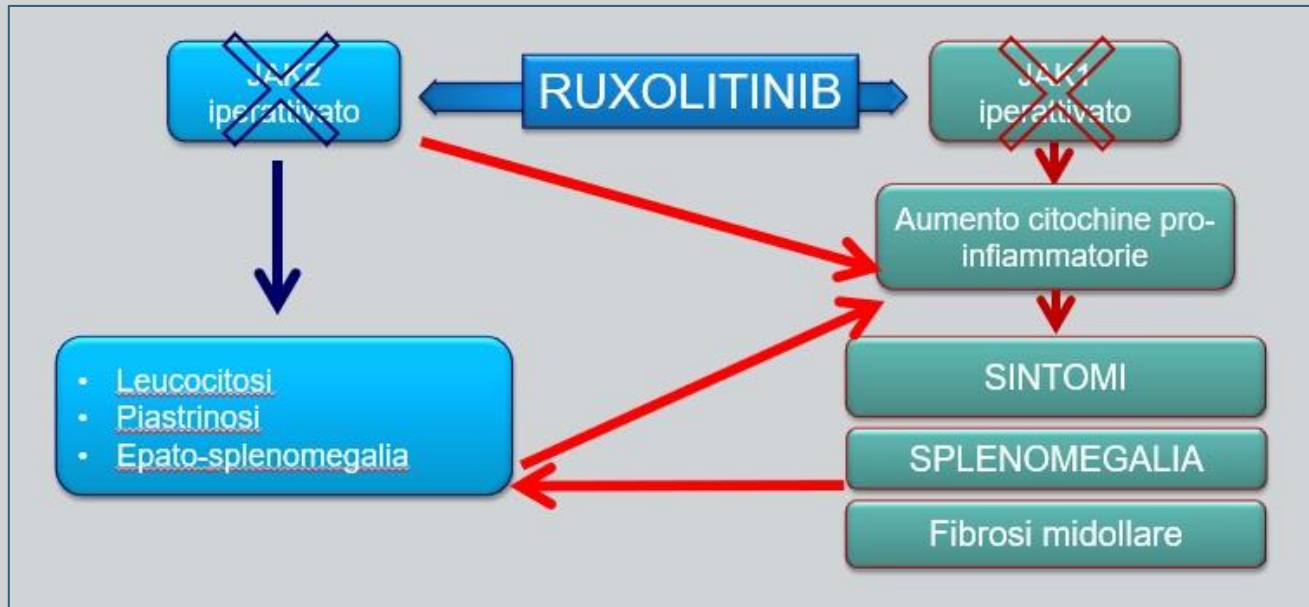 JAK2
iperattivato
RUXOLITINIB
JAK1
iperattivato
Aumento citochine pro-
infiammatorie
• Leucocitosi
• Piastrinosi
• Epato-splenomegalia
SINTOMI
SPLENOMEGALIA
Fibrosi midollare